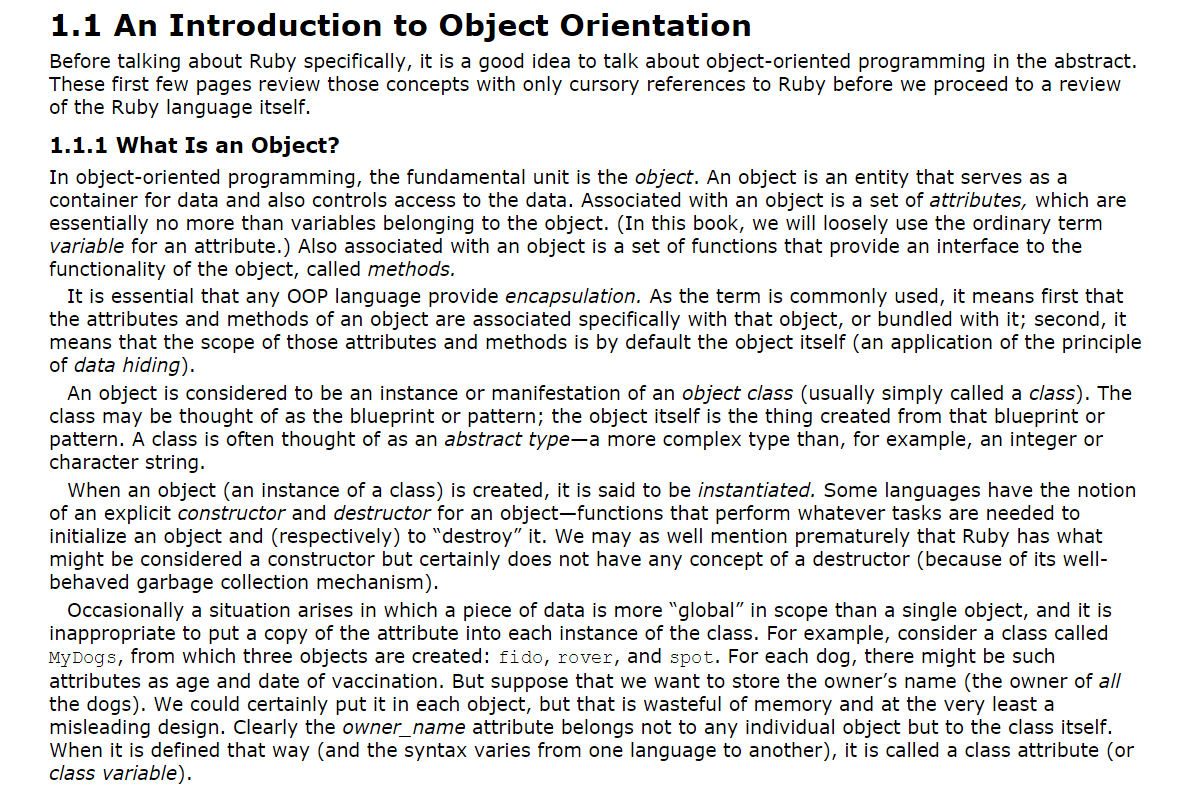 1.1 An Introduction to Object Orientation
Before talking about Ruby specifically, it is a good idea to talk about object-oriented programming in the abstract.
These first few pages review those concepts with only cursory references to Ruby before we proceed to a review
of the Ruby language itself.
1.1.1 What Is an Object?
In object-oriented programming, the fundamental unit is the object. An object is an entity that serves as a
container for data and also controls access to the data. Associated with an object is a set of attributes, which are
essentially no more than variables belonging to the object. (In this book, we will loosely use the ordinary term
variable for an attribute.) Also associated with an object is a set of functions that provide an interface to the
functionality of the object, called methods.
It is essential that any OOP language provide encapsulation. As the term is commonly used, it means first that
the attributes and methods of an object are associated specifically with that object, or bundled with it; second, it
means that the scope of those attributes and methods is by default the object itself (an application of the principle
of data hiding).
An object is considered to be an instance or manifestation of an object class (usually simply called a class). The
class may be thought of as the blueprint or pattern; the object itself is the thing created from that blueprint or
pattern. A class is often thought of as an abstract type—a more complex type than, for example, an integer or
character string.
When an object (an instance of a class) is created, it is said to be instantiated. Some languages have the notion
of an explicit constructor and destructor for an object—functions that perform whatever tasks are needed to
initialize an object and (respectively) to “destroy” it. We may as well mention prematurely that Ruby has what
might be considered a constructor but certainly does not have any concept of a destructor (because of its well-
behaved garbage collection mechanism).
Occasionally a situation arises in which a piece of data is more “global” in scope than a single object, and it is
inappropriate to put a copy of the attribute into each instance of the class. For example, consider a class called
MyDogs, from which three objects are created: fido, rover, and spot. For each dog, there might be such
attributes as age and date of vaccination. But suppose that we want to store the owner’s name (the owner of all
the dogs). We could certainly put it in each object, but that is wasteful of memory and at the very least a
misleading design. Clearly the owner_name attribute belongs not to any individual object but to the class itself.
When it is defined that way (and the syntax varies from one language to another), it is called a class attribute (or
class variable).